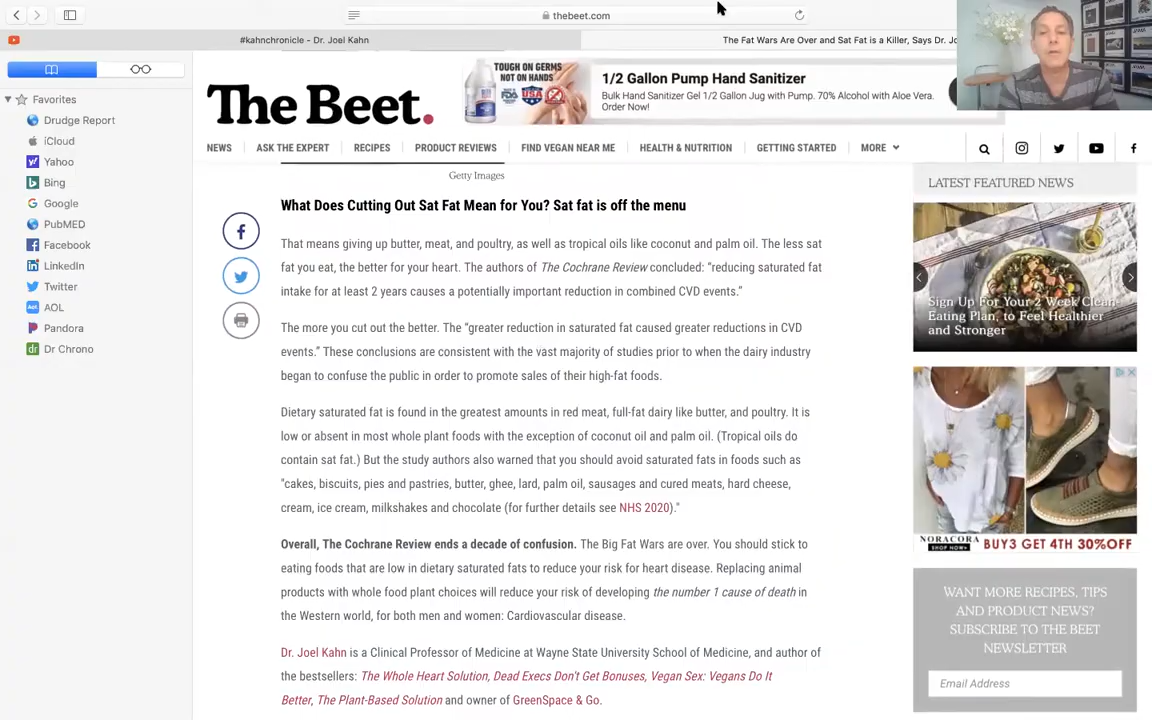 thebeet.com
#kahnchronicle - Dr. Joel Kahn
The Fat Wars Are Over and Sat Fat is a Killer, Says Dr. Jo
Favorites
Drudge Report
iCloud
Yahoo
Bing
Google
PubMED
Facebook
LinkedIn
Twitter
AOL
Pandora
Dr Chrono
The Beet.
TOUGH ON GERMS
NOT ON HANDS
USA
1/2 Gallon Pump Hand Sanitizer
Bulk Hand Sanitizer Gel 1/2 Gallon Jug with Pump. 70% Alcohol with Aloe Vera.
Order Now!
NEWS
ASK THE EXPERT
RECIPES
PRODUCT REVIEWS
FIND VEGAN NEAR ME
HEALTH & NUTRITION
GETTING STARTED
MORE
Getty Images
What Does Cutting Out Sat Fat Mean for You? Sat fat is off the menu
That means giving up butter, meat, and poultry, as well as tropical oils like coconut and palm oil. The less sat
fat you eat, the better for your heart. The authors of The Cochrane Review concluded: "reducing saturated fat
intake for at least 2 years causes a potentially important reduction in combined CVD events."
The more you cut out the better. The "greater reduction in saturated fat caused greater reductions in CVD
events." These conclusions are consistent with the vast majority of studies prior to when the dairy industry
began to confuse the public in order to promote sales of their high-fat foods.
Dietary saturated fat is found in the greatest amounts in red meat, full-fat dairy like butter, and poultry. It is
low or absent in most whole plant foods with the exception of coconut oil and palm oil. (Tropical oils do
contain sat fat.) But the study authors also warned that you should avoid saturated fats in foods such as
"cakes, biscuits, pies and pastries, butter, ghee, lard, palm oil, sausages and cured meats, hard cheese,
cream, ice cream, milkshakes and chocolate (for further details see NHS 2020)."
Overall, The Cochrane Review ends a decade of confusion. The Big Fat Wars are over. You should stick to
eating foods that are low in dietary saturated fats to reduce your risk for heart disease. Replacing animal
products with whole food plant choices will reduce your risk of developing the number 1 cause of death in
the Western world, for both men and women: Cardiovascular disease.
Dr. Joel Kahn is a Clinical Professor of Medicine at Wayne State University School of Medicine, and author of
the bestsellers: The Whole Heart Solution, Dead Execs Don't Get Bonuses, Vegan Sex: Vegans Do It
Better, The Plant-Based Solution and owner of GreenSpace & Go.
LATEST FEATURED NEWS
Sign Up For Your 2 Week Clean
Eating Plan, to Feel Healthier
and Stronger
NORACORA
SHOP NOW
BUY3 GET 4TH 30%OFF
WANT MORE RECIPES, TIPS
AND PRODUCT NEWS?
SUBSCRIBE TO THE BEET
NEWSLETTER
Email Address